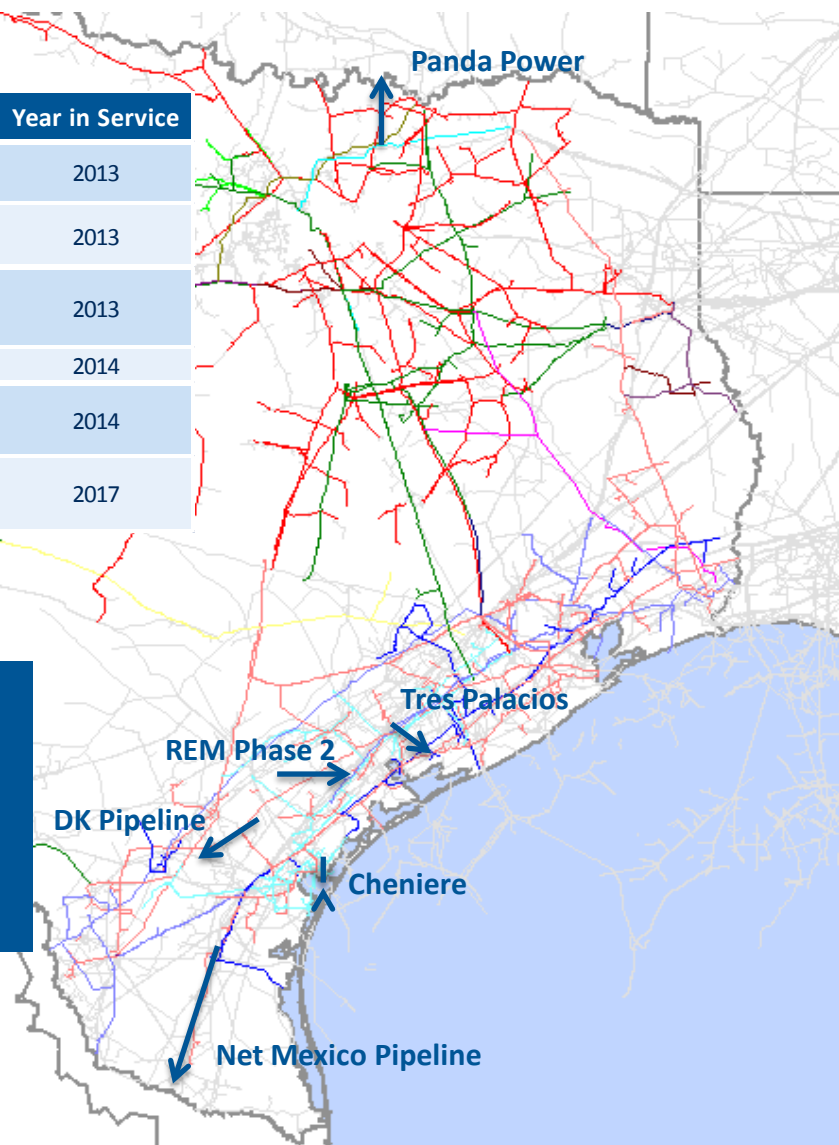 Panda Power
Year in Service
2013
2013
2013
2014
2014
2017
Tres Palacios
REM Phase 2
DK Pipeline
Cheniere
Net Mexico Pipeline